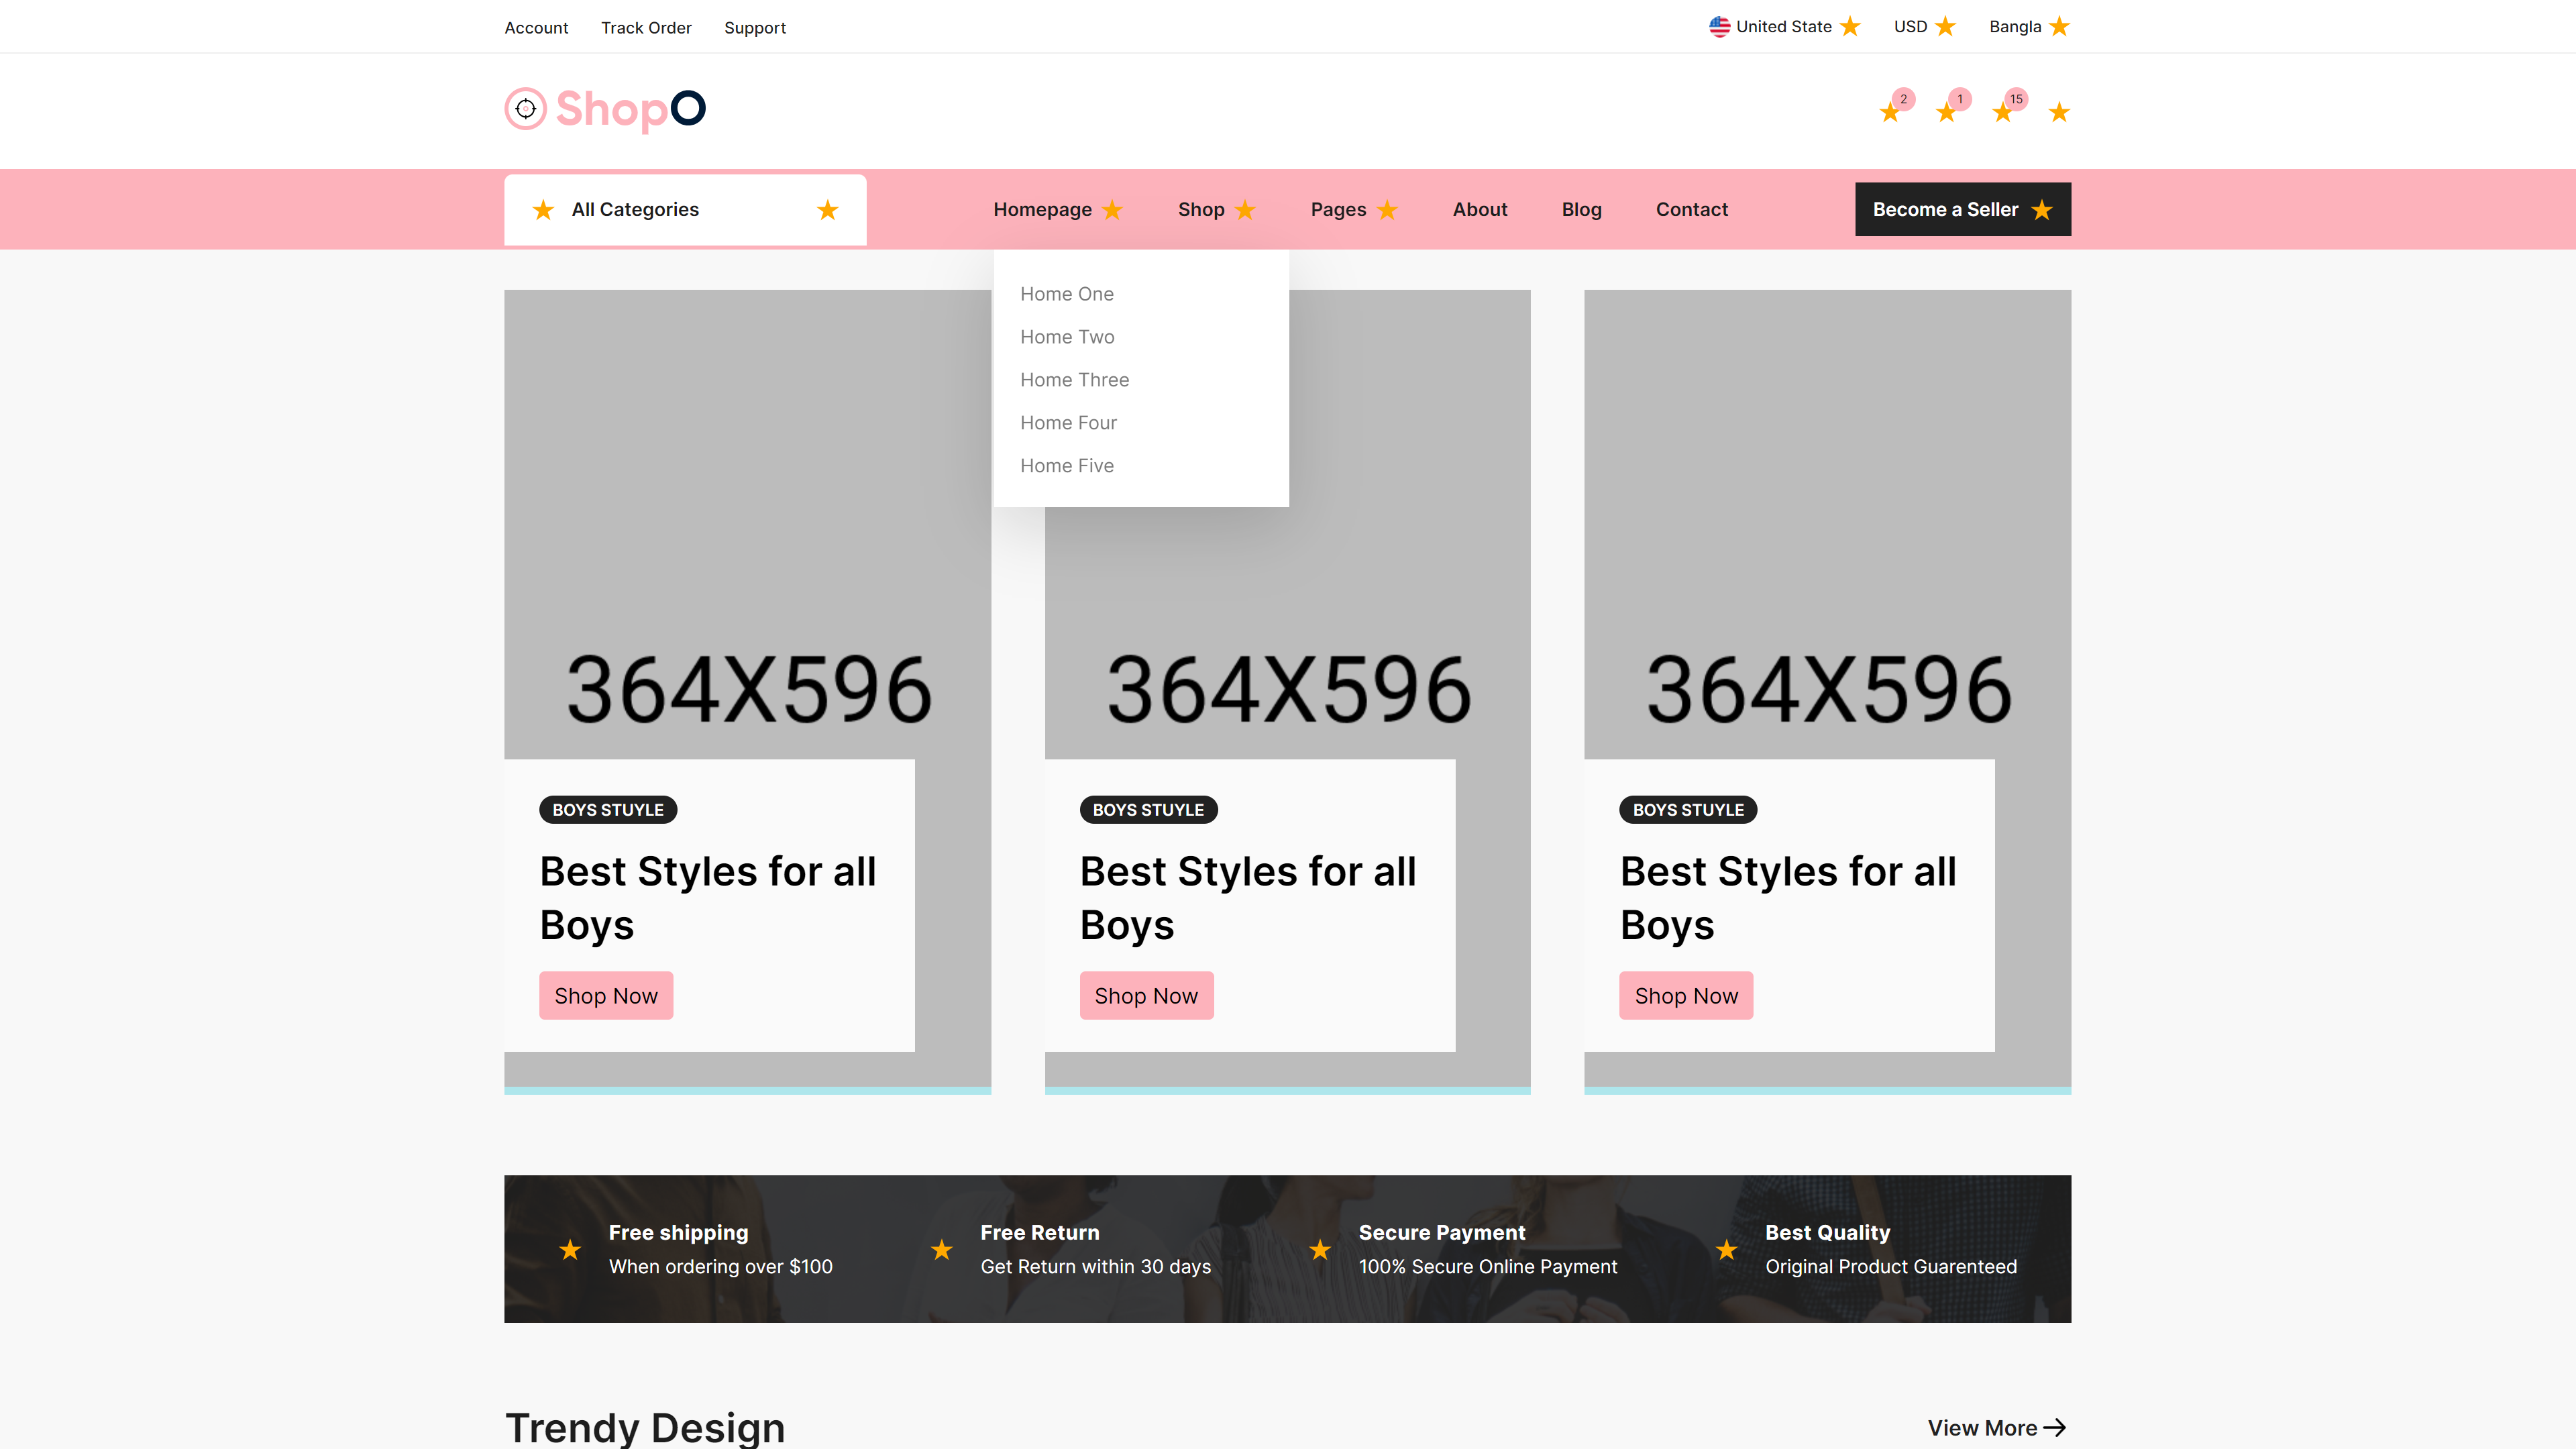 Account Track Order Support United State USD Bangla
ShopO 2 1 15
All Categories Homepage Shop Pages About Blog Contact Become a Seller
Home One
Home Two
Home Three
Home Four
Home Five
364X596 364X596 364X596
BOYS STUYLE BOYS STUYLE BOYS STUYLE
Best Styles for all Best Styles for all Best Styles for all
Boys Boys Boys
Shop Now Shop Now Shop Now
Free shipping Free Return Secure Payment Best Quality
When ordering over $100 Get Return within 30 days 100% Secure Online Payment Original Product Guarenteed
Trendy Design View More